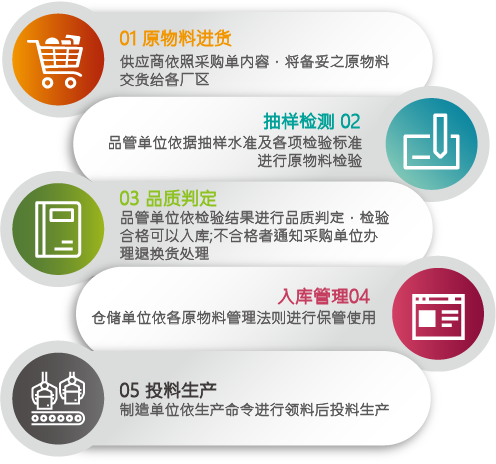 01 原物料进货
供应商依照采购单内容，将备妥之原物料
交货给各厂区
抽样检测 02
品管单位依据抽样水准及各项检验标准
进行原物料检验
03 品质判定
品管单位依检验结果进行品质判定，检验
合格可以入库;不合格者通知采购单位办
理退换货处理
入库管理04
仓储单位依各原物料管理法则进行保管使用
05 投料生产
制造单位依生产命令进行领料后投料生产